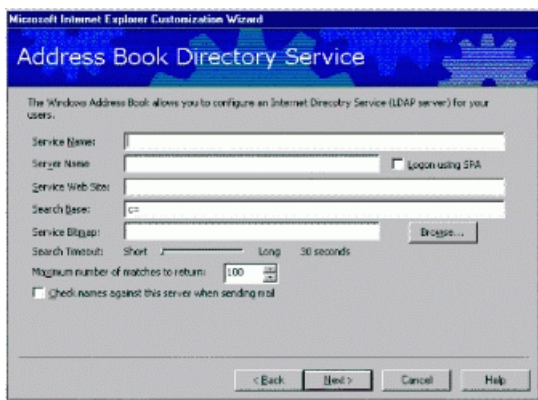 Microsoft Internet Explorer Customization Wizard
Address Book Directory Service
The Windows Address Book allows you to configure an Internet Direcotry Service (LDAP server) for your
users.
Service Name:
Server Name Logon using SPA
Service Web Site:
Search Base: c=
Service Bitmap: Browse...
Search Timeout: Short Long 30 seconds
Maximum number of matches to return: 100
Check names against this server when sending mail
< Back Next > Cancel Help